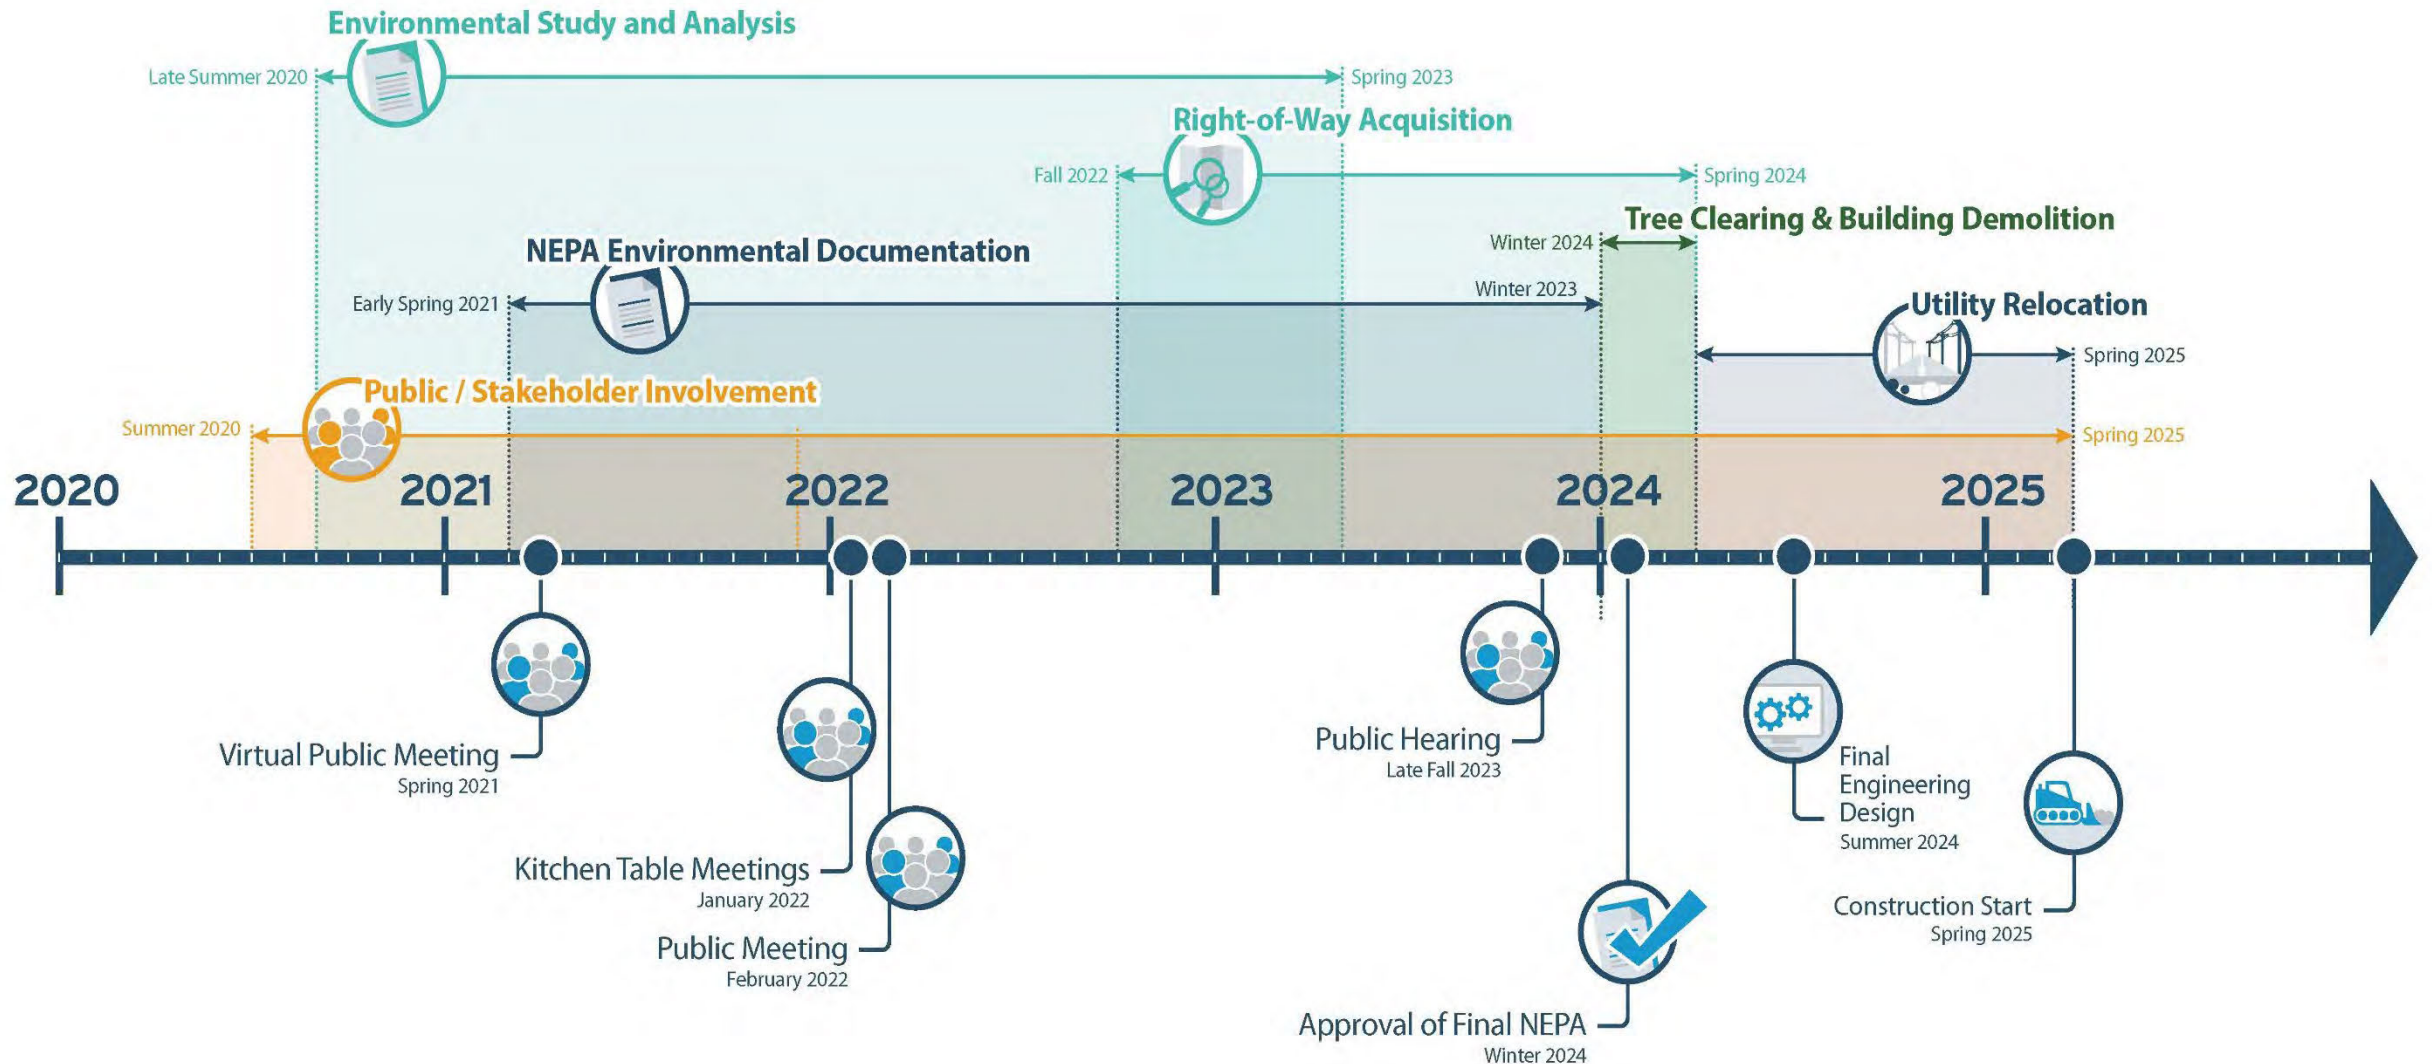 Environmental Study and Analysis
Late Summer 2020
Spring 2023
Right-of-Way Acquisition
Fall 2022
Spring 2024
Tree Clearing & Building Demolition
Winter 2024
NEPA Environmental Documentation
Early Spring 2021
Winter 2023
Utility Relocation
Spring 2025
Public / Stakeholder Involvement
Summer 2020
Spring 2025
2020
2021
2022
2023
2024
2025
Virtual Public Meeting
Spring 2021
Kitchen Table Meetings
January 2022
Public Meeting
February 2022
Public Hearing
Late Fall 2023
Approval of Final NEPA
Winter 2024
Final
Engineering
Design
Summer 2024
Construction Start
Spring 2025